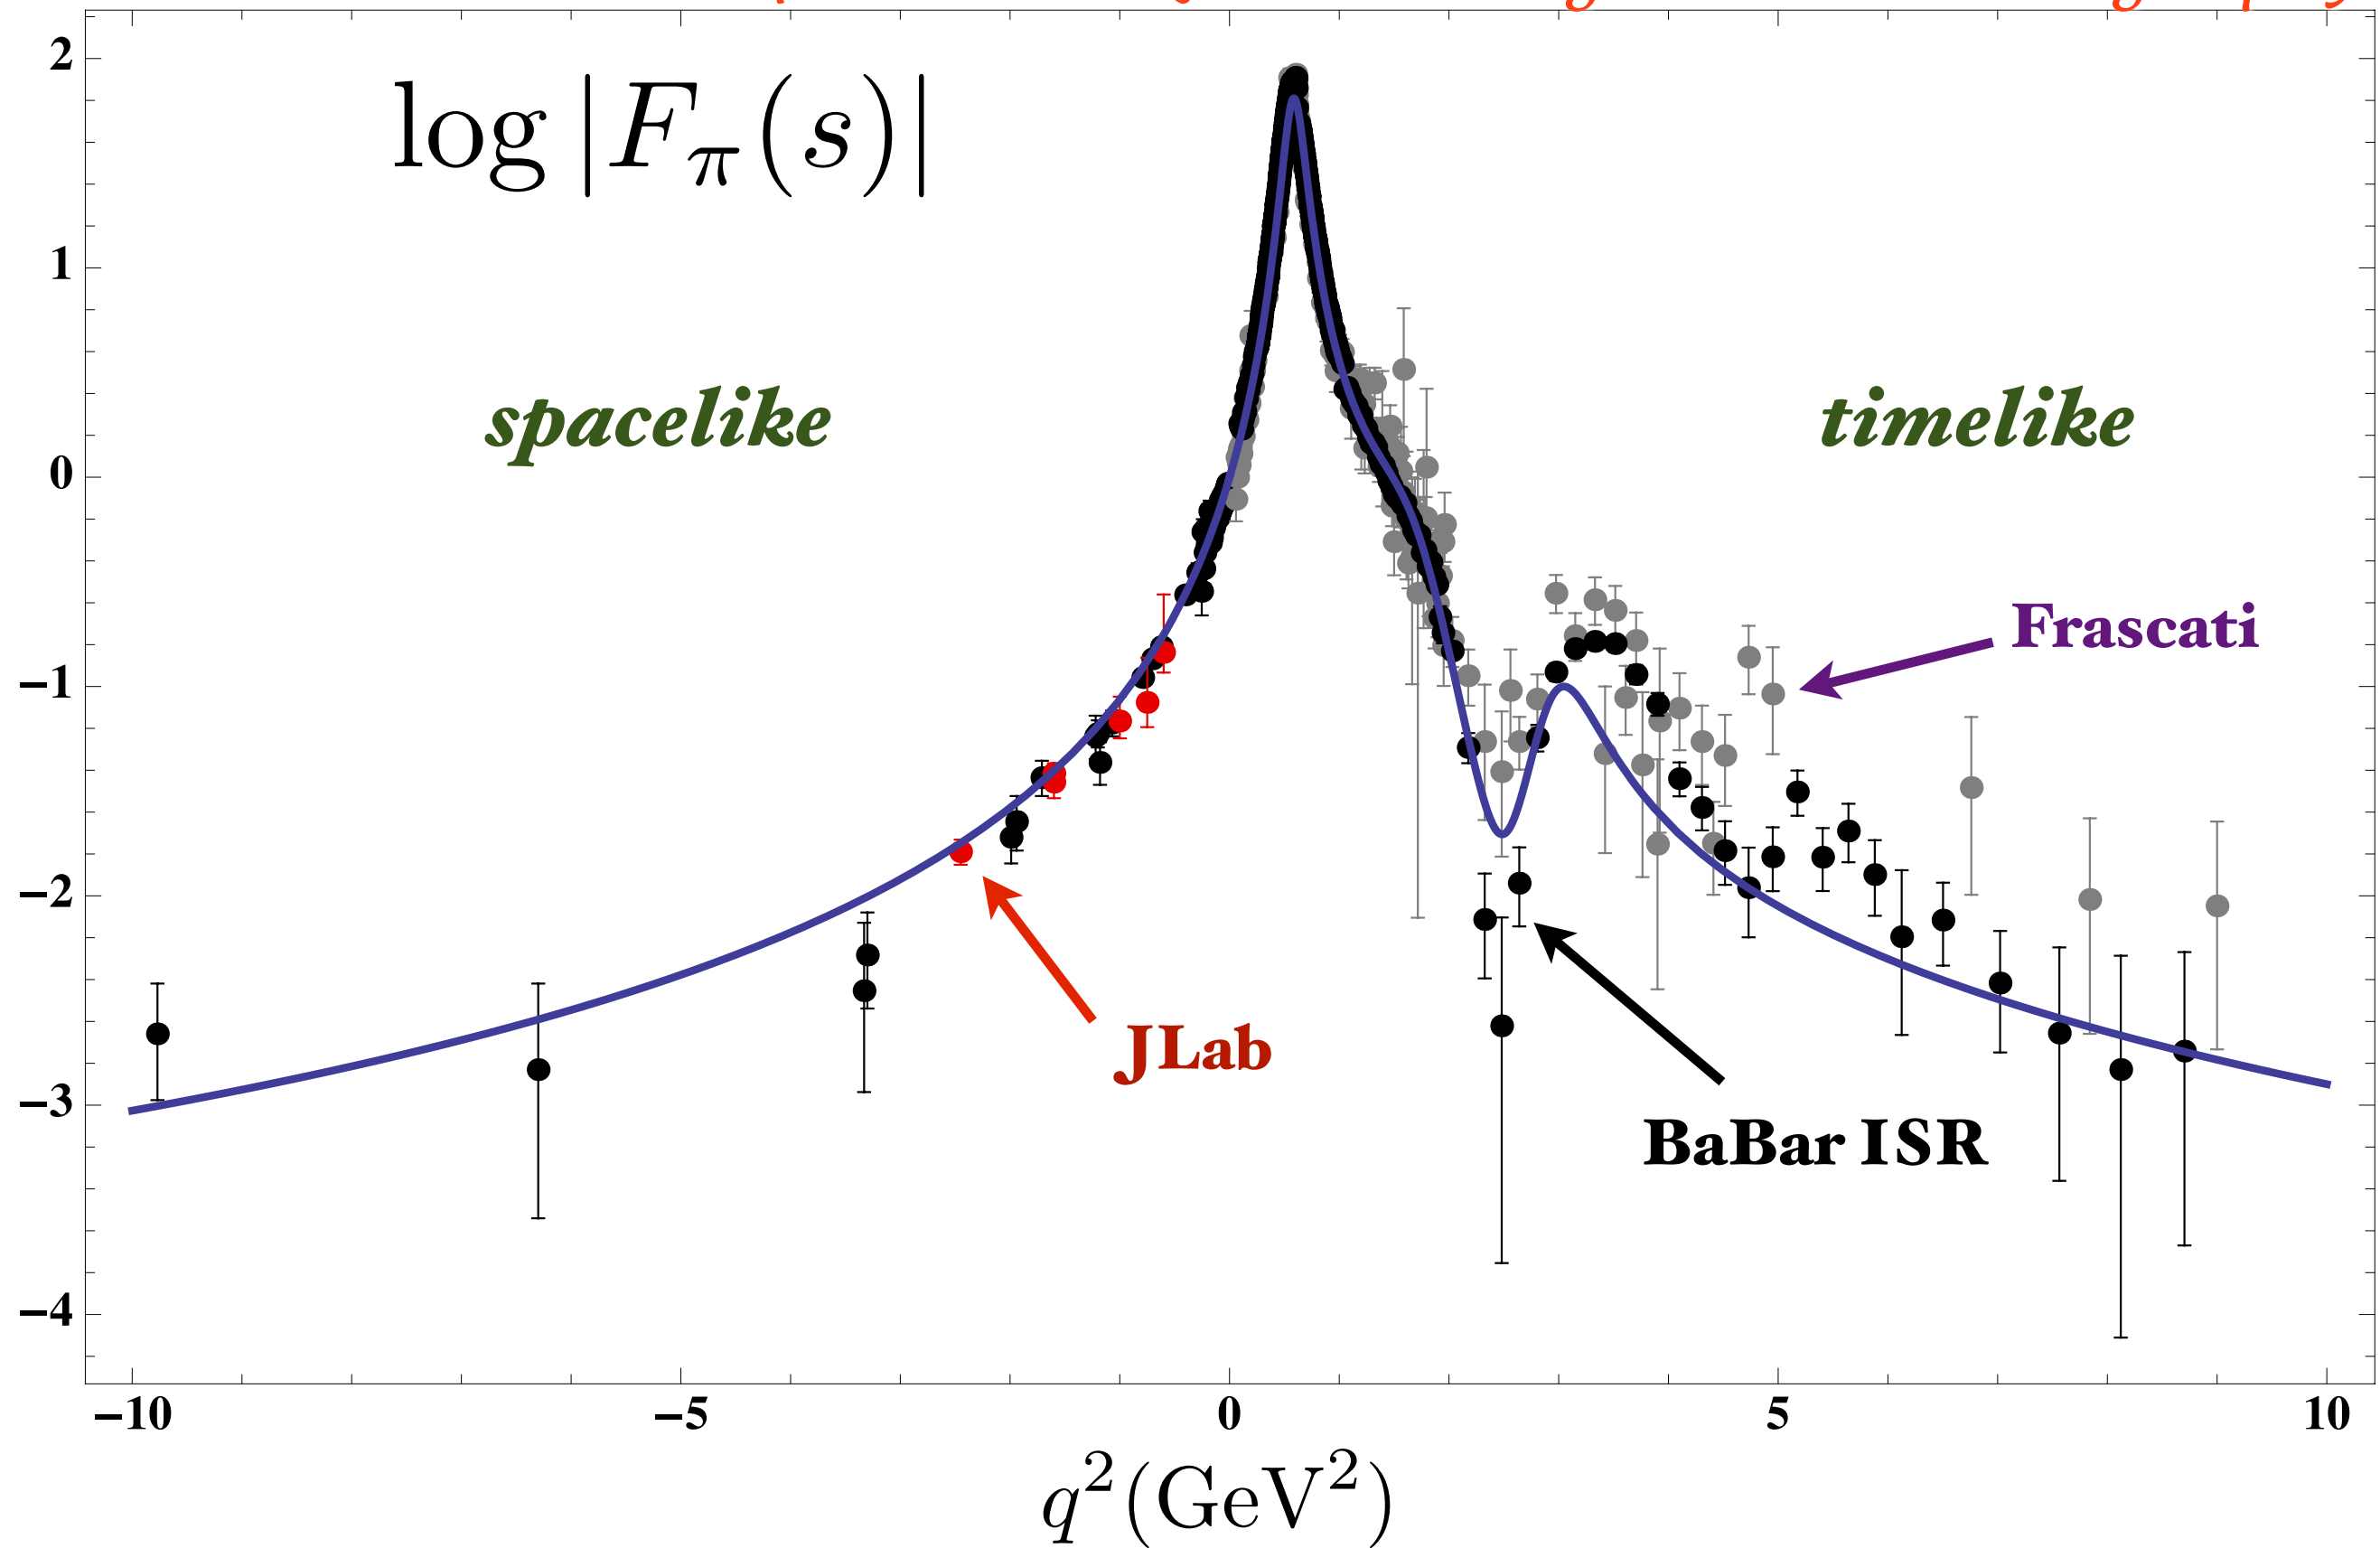 2
log |Fπ(s)|
1
spacelike
timelike
0
Frascati
−1
−2
JLab
−3
BaBar ISR
−4
−10 −5 0 5 10
q²(GeV²)